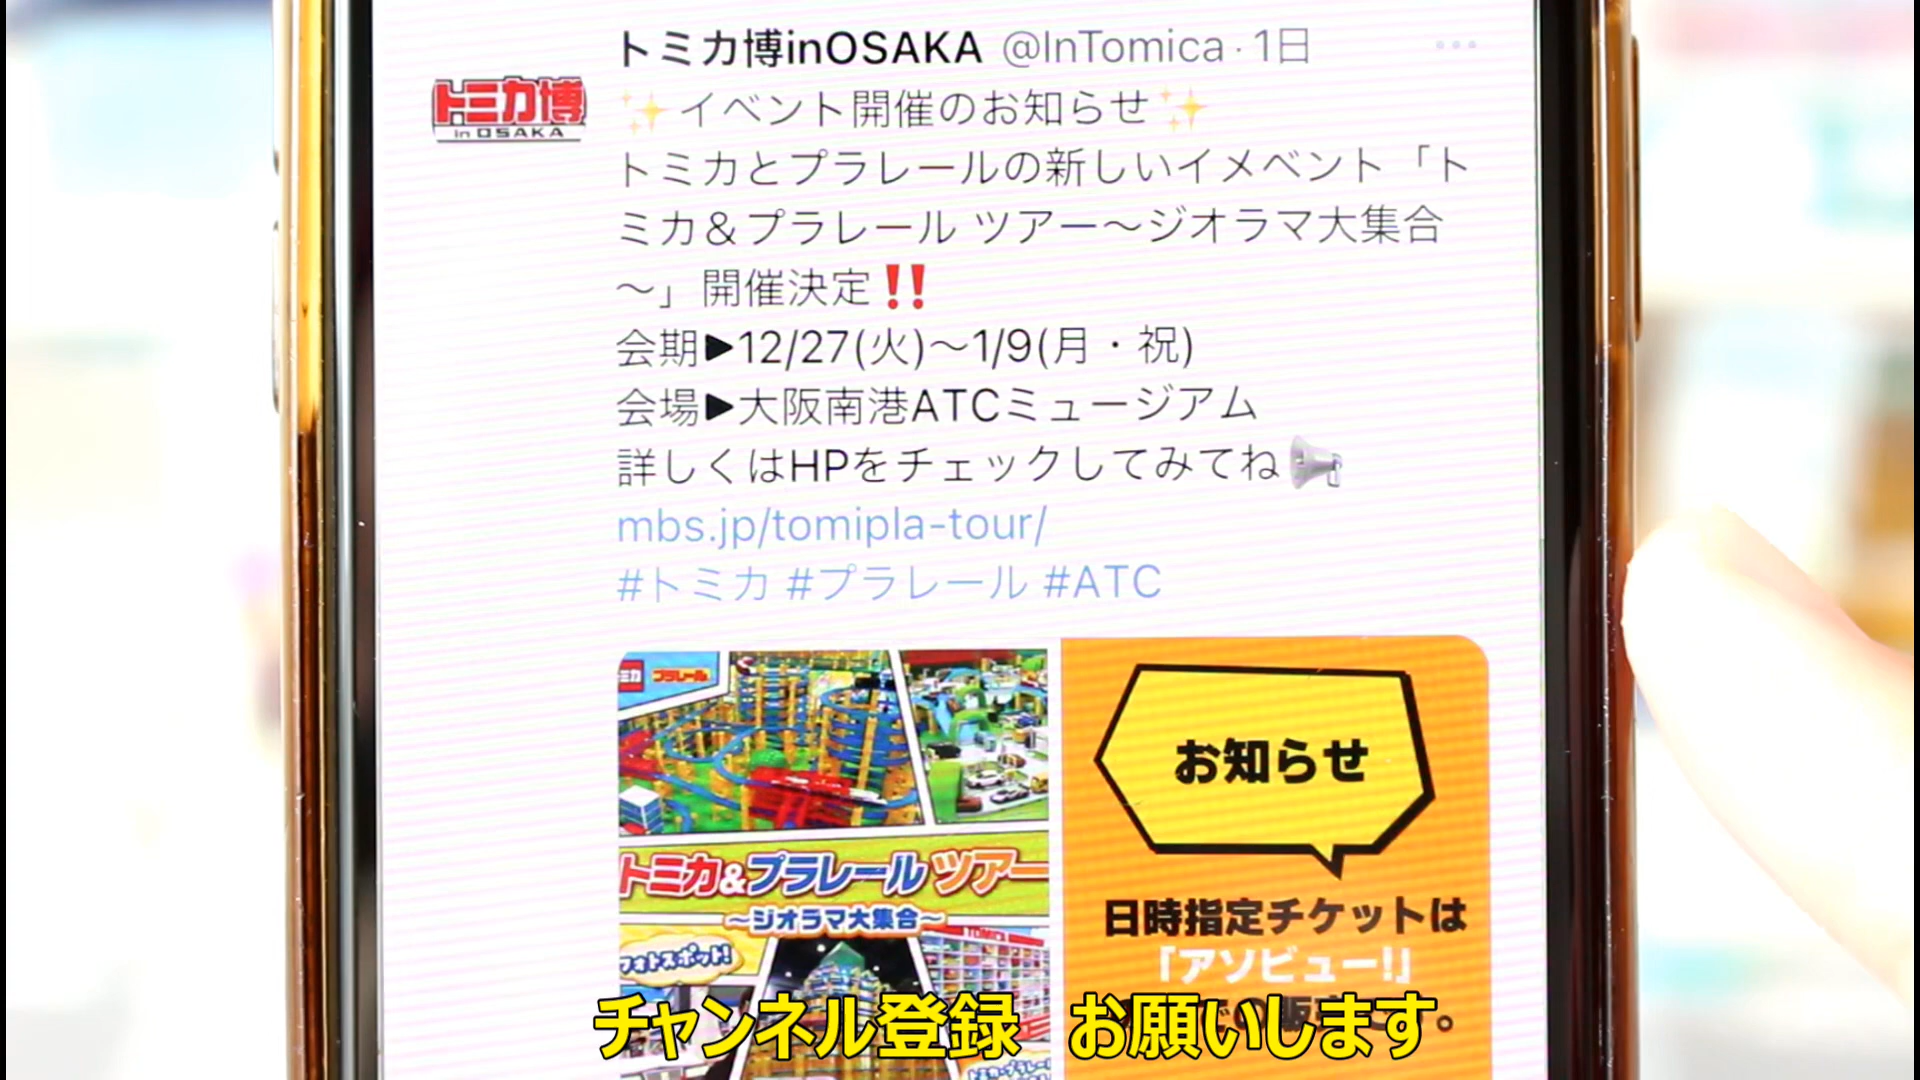 トミカ博inOSAKA @InTomica · 1日
トミカ博
in OSAKA
✨イベント開催のお知らせ✨
トミカとプラレールの新しいイメベント「ト
ミカ＆プラレール ツアー～ジオラマ大集合
～」開催決定‼️
会期▶12/27(火)～1/9(月・祝)
会場▶大阪南港ATCミュージアム
詳しくはHPをチェックしてみてね
mbs.jp/tomipla-tour/
#トミカ #プラレール #ATC
ミカ プラレール
トミカ&プラレール ツアー
～ジオラマ大集合～
フォトスポット!
TOMICA
お知らせ
日時指定チケットは
「アソビュー!」
チャンネル登録 お願いします